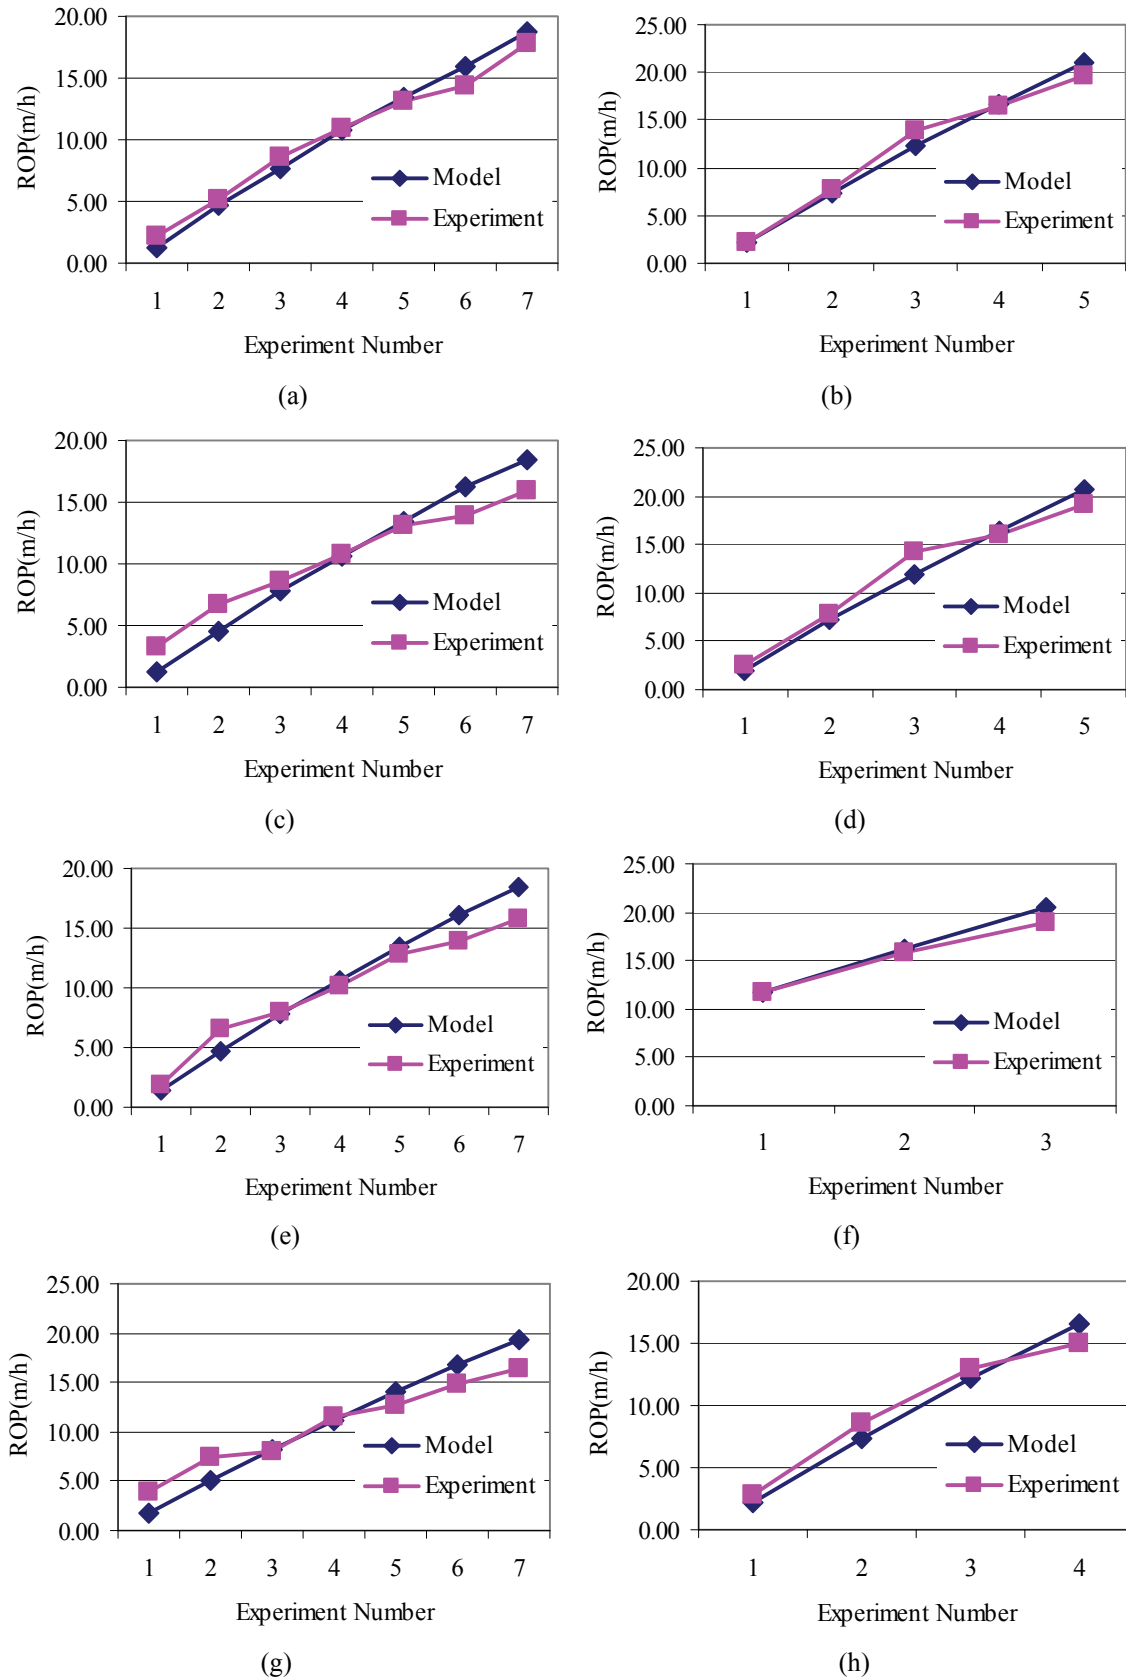 20.00
15.00
10.00
5.00
0.00
ROP(m/h)
Model
Experiment
1 2 3 4 5 6 7
Experiment Number
(a)
25.00
20.00
15.00
10.00
5.00
0.00
ROP(m/h)
Model
Experiment
1 2 3 4 5
Experiment Number
(b)
20.00
15.00
10.00
5.00
0.00
ROP(m/h)
Model
Experiment
1 2 3 4 5 6 7
Experiment Number
(c)
25.00
20.00
15.00
10.00
5.00
0.00
ROP(m/h)
Model
Experiment
1 2 3 4 5
Experiment Number
(d)
20.00
15.00
10.00
5.00
0.00
ROP(m/h)
Model
Experiment
1 2 3 4 5 6 7
Experiment Number
(e)
25.00
20.00
15.00
10.00
5.00
0.00
ROP(m/h)
Model
Experiment
1 2 3
Experiment Number
(f)
25.00
20.00
15.00
10.00
5.00
0.00
ROP(m/h)
Model
Experiment
1 2 3 4 5 6 7
Experiment Number
(g)
20.00
15.00
10.00
5.00
0.00
ROP(m/h)
Model
Experiment
1 2 3 4
Experiment Number
(h)